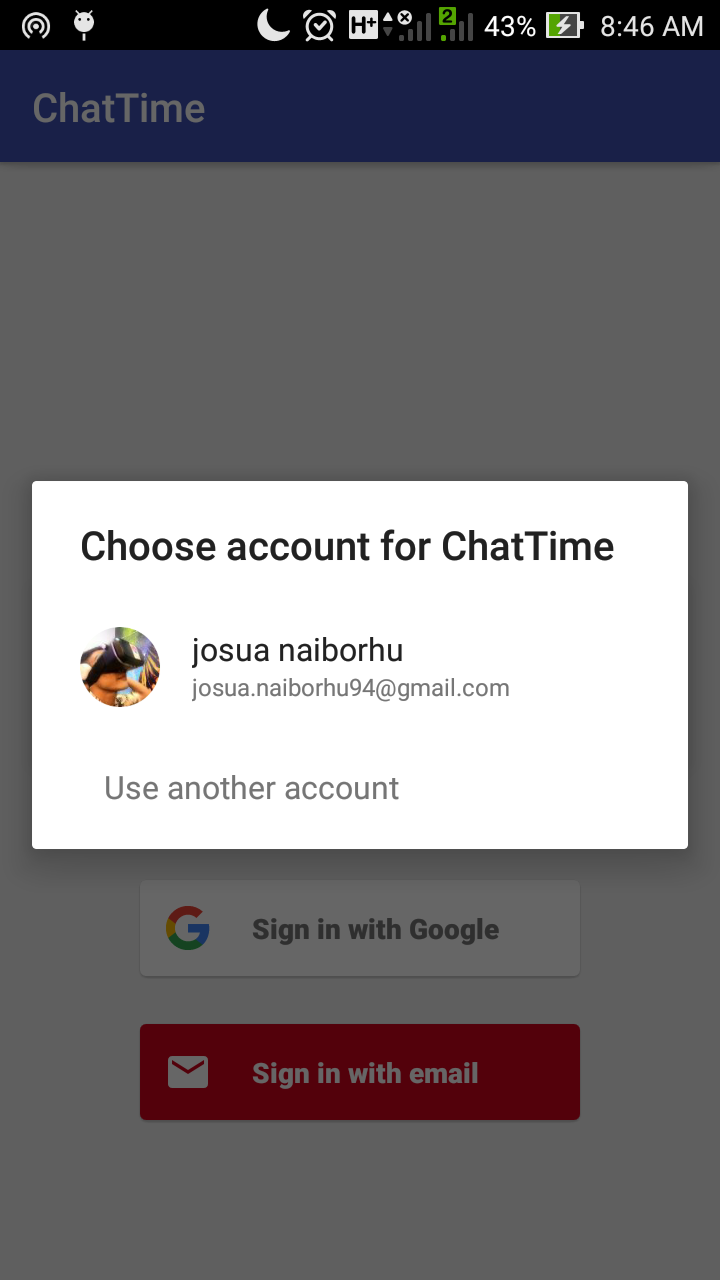 H+ 2 43% 8:46 AM
ChatTime
Choose account for ChatTime
josua naiborhu
josua.naiborhu94@gmail.com
Use another account
Sign in with Google
Sign in with email